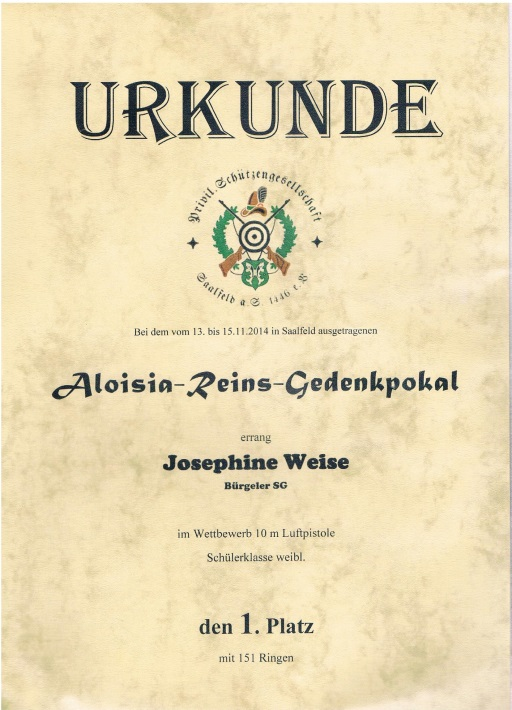 URKUNDE
Privil. Schützengesellschaft
Saalfeld a.S. 1446 e.V.
Bei dem vom 13. bis 15.11.2014 in Saalfeld ausgetragenen
Aloisia-Reins-Gedenkpokal
errang
Josephine Weise
Bürgeler SG
im Wettbewerb 10 m Luftpistole
Schülerklasse weibl.
den 1. Platz
mit 151 Ringen